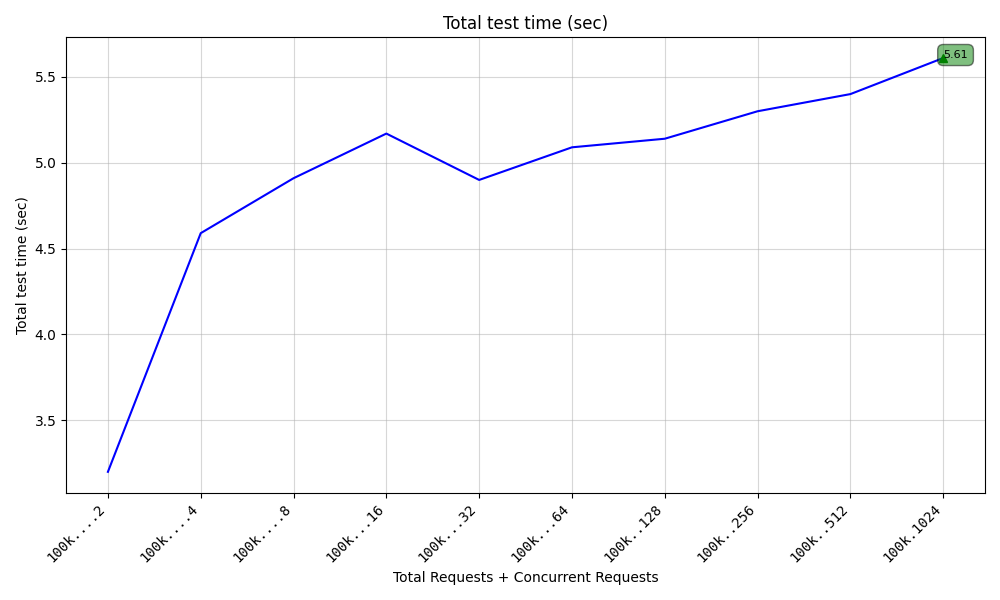 Total test time (sec)
5.61
5.5
5.0
4.5
4.0
3.5
Total test time (sec)
100k....2
100k....4
100k....8
100k...16
100k...32
100k...64
100k..128
100k..256
100k..512
100k.1024
Total Requests + Concurrent Requests